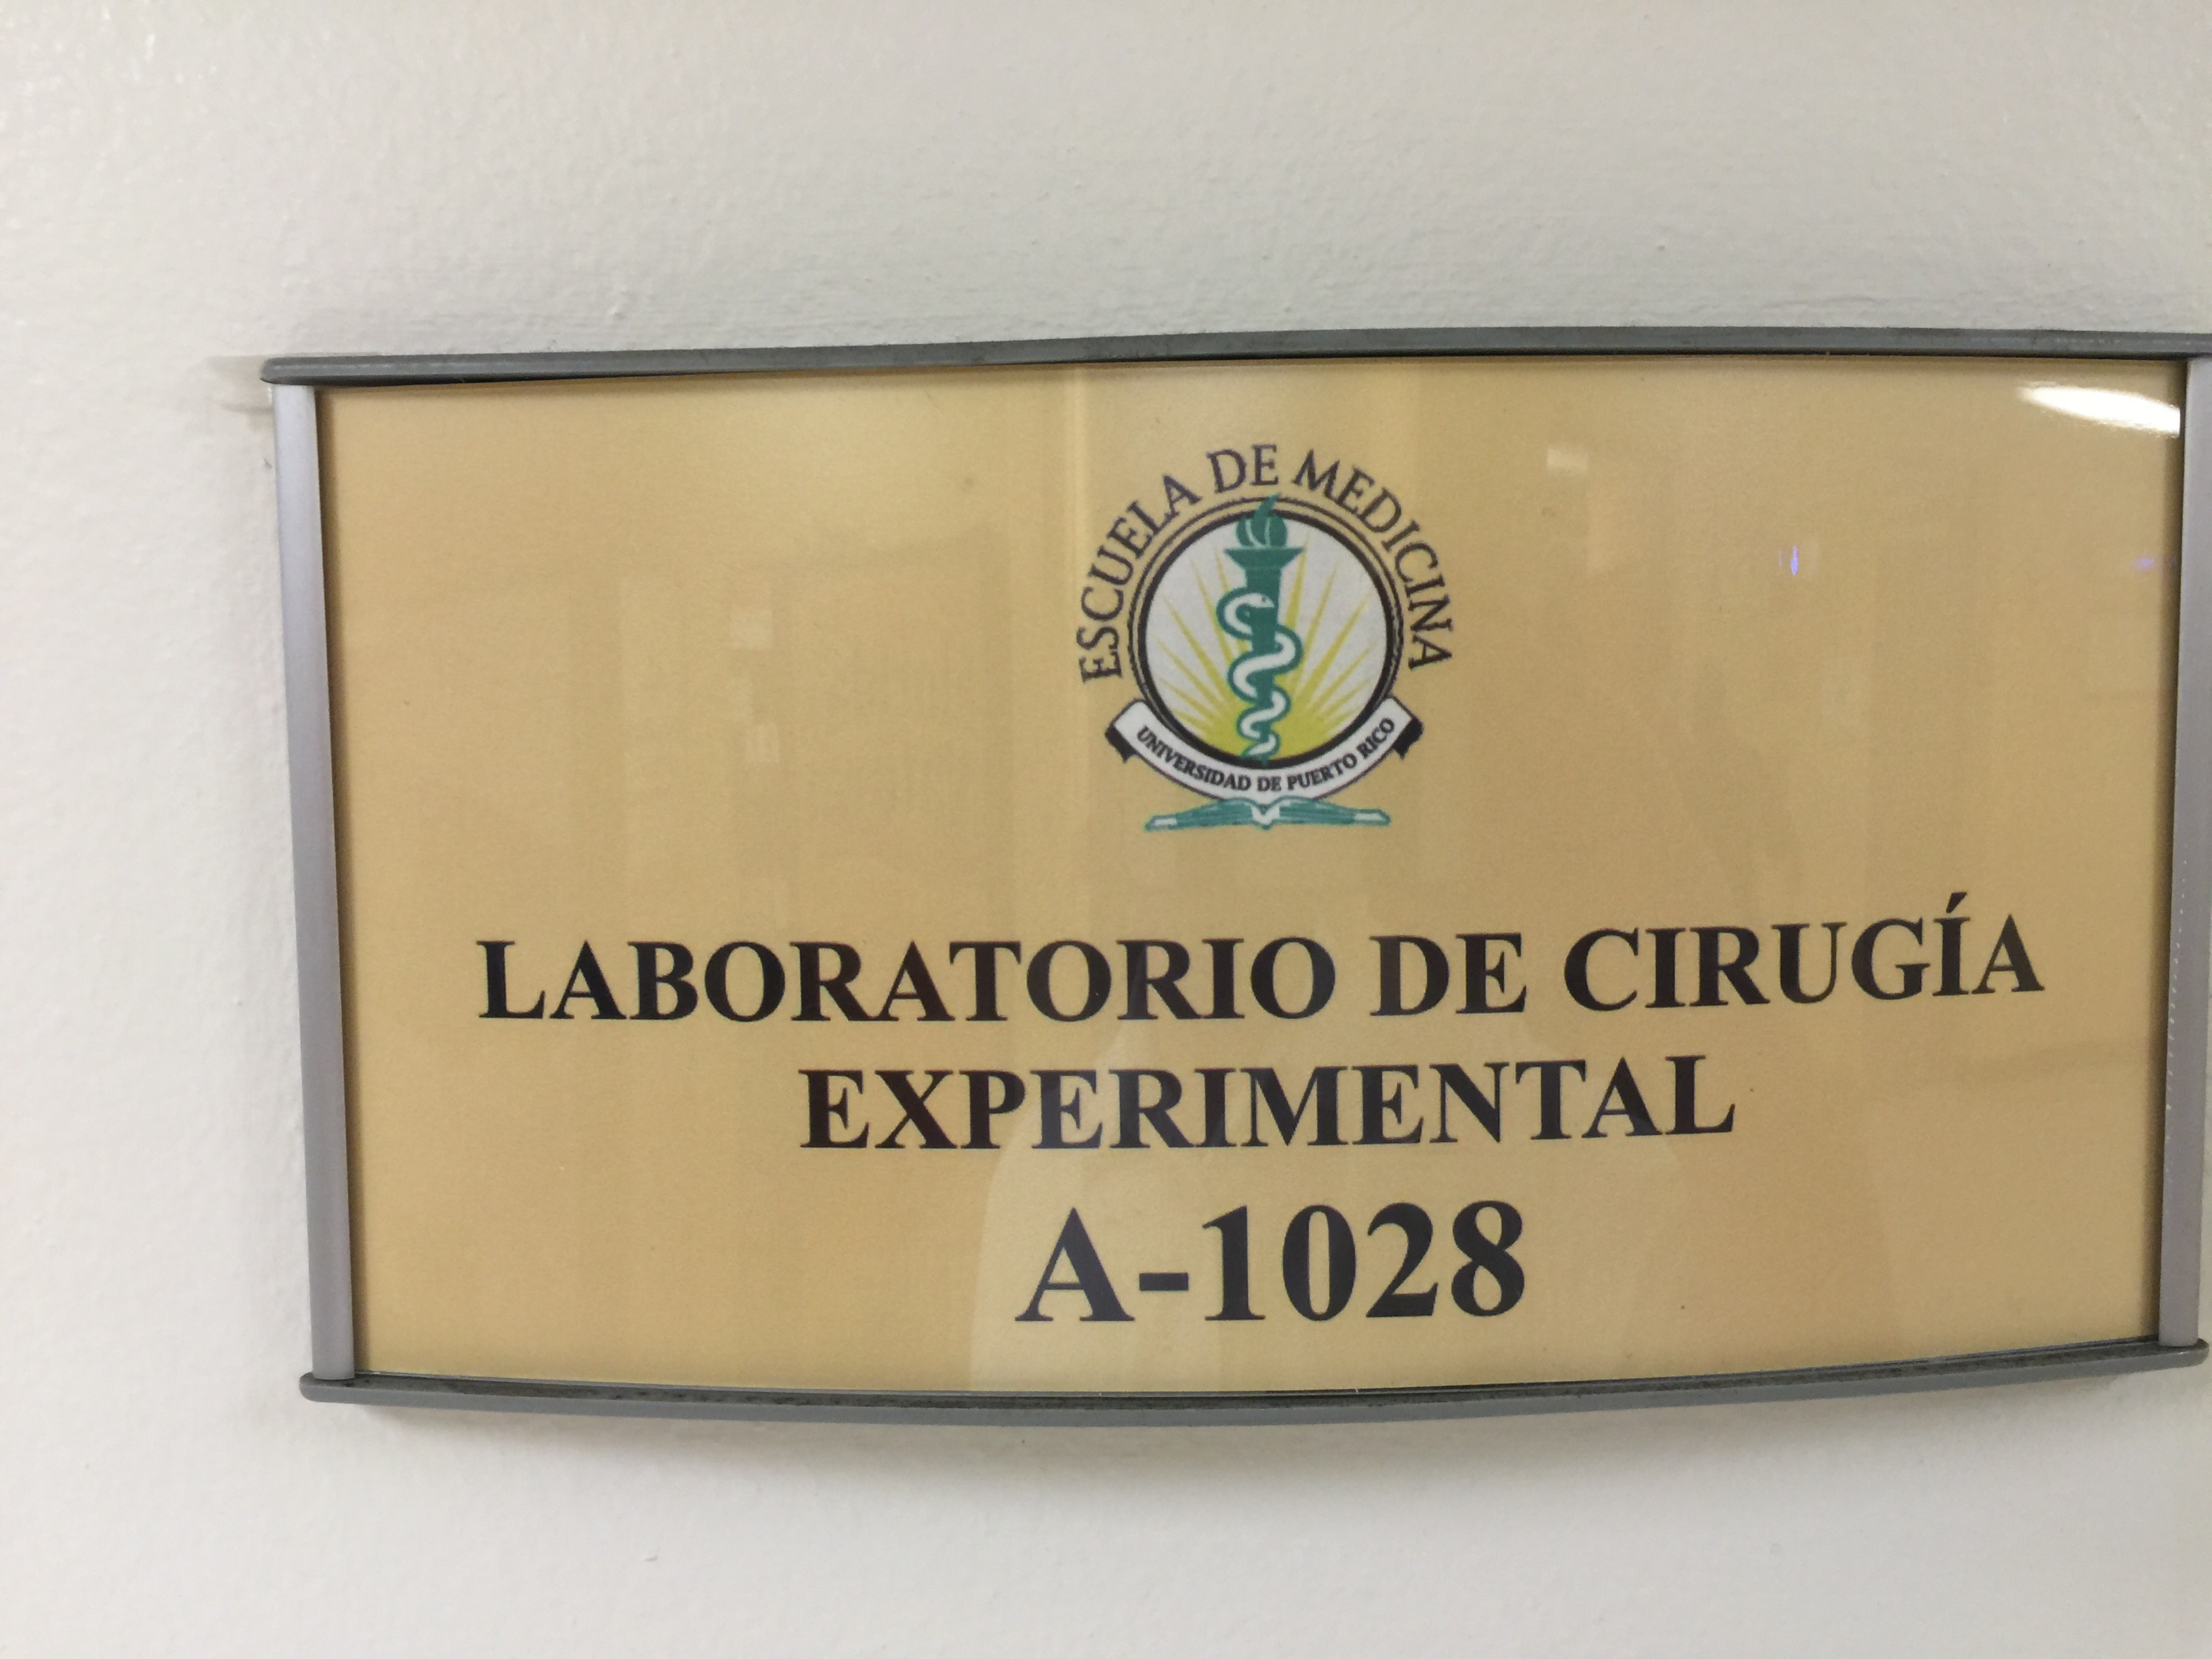 ESCUELA DE MEDICINA
UNIVERSIDAD DE PUERTO RICO
LABORATORIO DE CIRUGÍA
EXPERIMENTAL
A-1028